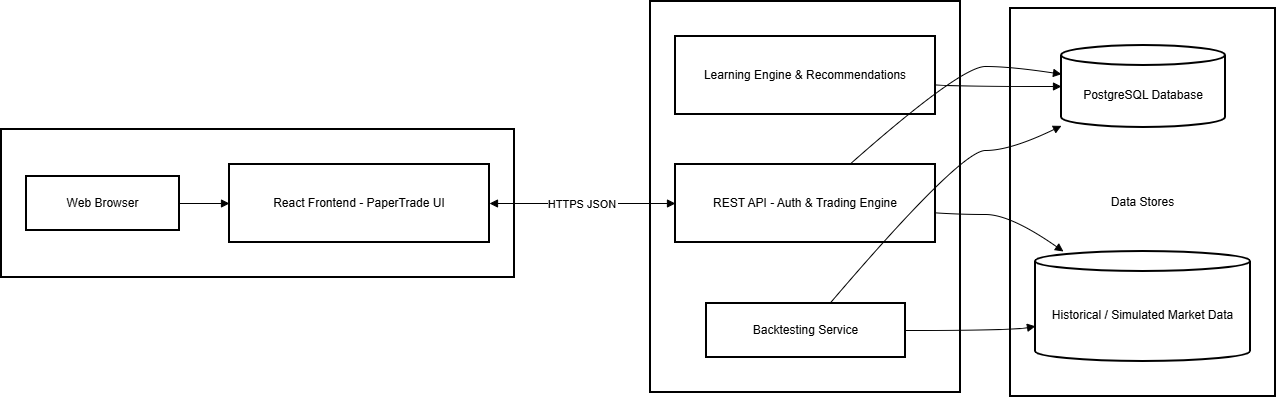 Learning Engine & Recommendations
PostgreSQL Database
Web Browser
React Frontend - PaperTrade UI
HTTPS JSON
REST API - Auth & Trading Engine
Data Stores
Backtesting Service
Historical / Simulated Market Data